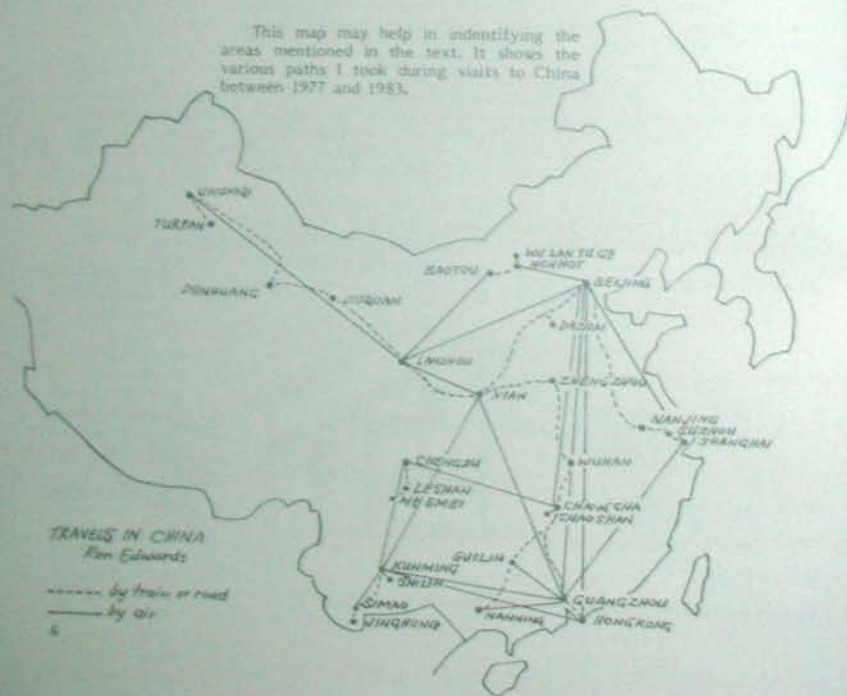 This map may help in indentifying the
areas mentioned in the text. It shows the
various paths I took during visits to China
between 1977 and 1983.
URUMQI
TURPAN
WU LAN TU GE
HOHHOT
BAOTOU
BEIJING
DUNHUANG
JIUQUAN
LANZHOU
XIAN
ZHENGZHOU
NANJING
SUZHOU
SHANGHAI
CHENGDU
LESHAN
MT EMEI
WUHAN
CHANGCHA
SHAOSHAN
TRAVELS IN CHINA
Ron Edwards
GUILIN
KUNMING
SHILIN
GUANGZHOU
------- by train or road
SIMAO
NANNING
HONGKONG
——— by air
JINGHONG
6